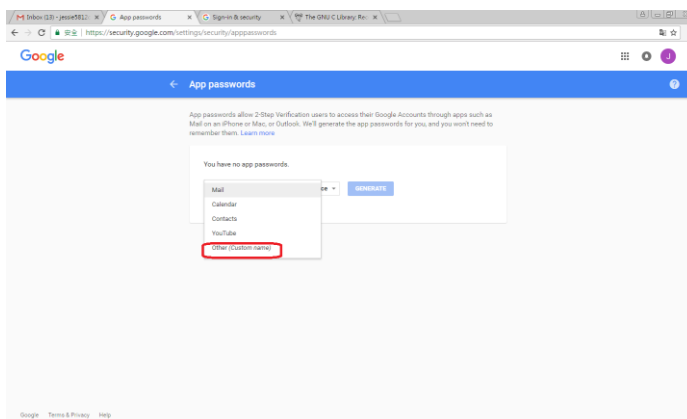 Inbox (13) - jessie5812
App passwords
Sign-in & security
The GNU C Library: Re
安全 | https://security.google.com/settings/security/apppasswords
Google
J
App passwords
?
App passwords allow 2-Step Verification users to access their Google Accounts through apps such as
Mail on an iPhone or Mac, or Outlook. We'll generate the app passwords for you, and you won't need to
remember them. Learn more
You have no app passwords.
Mail
ce
GENERATE
Calendar
Contacts
YouTube
Other (Custom name)
Google Terms & Privacy Help